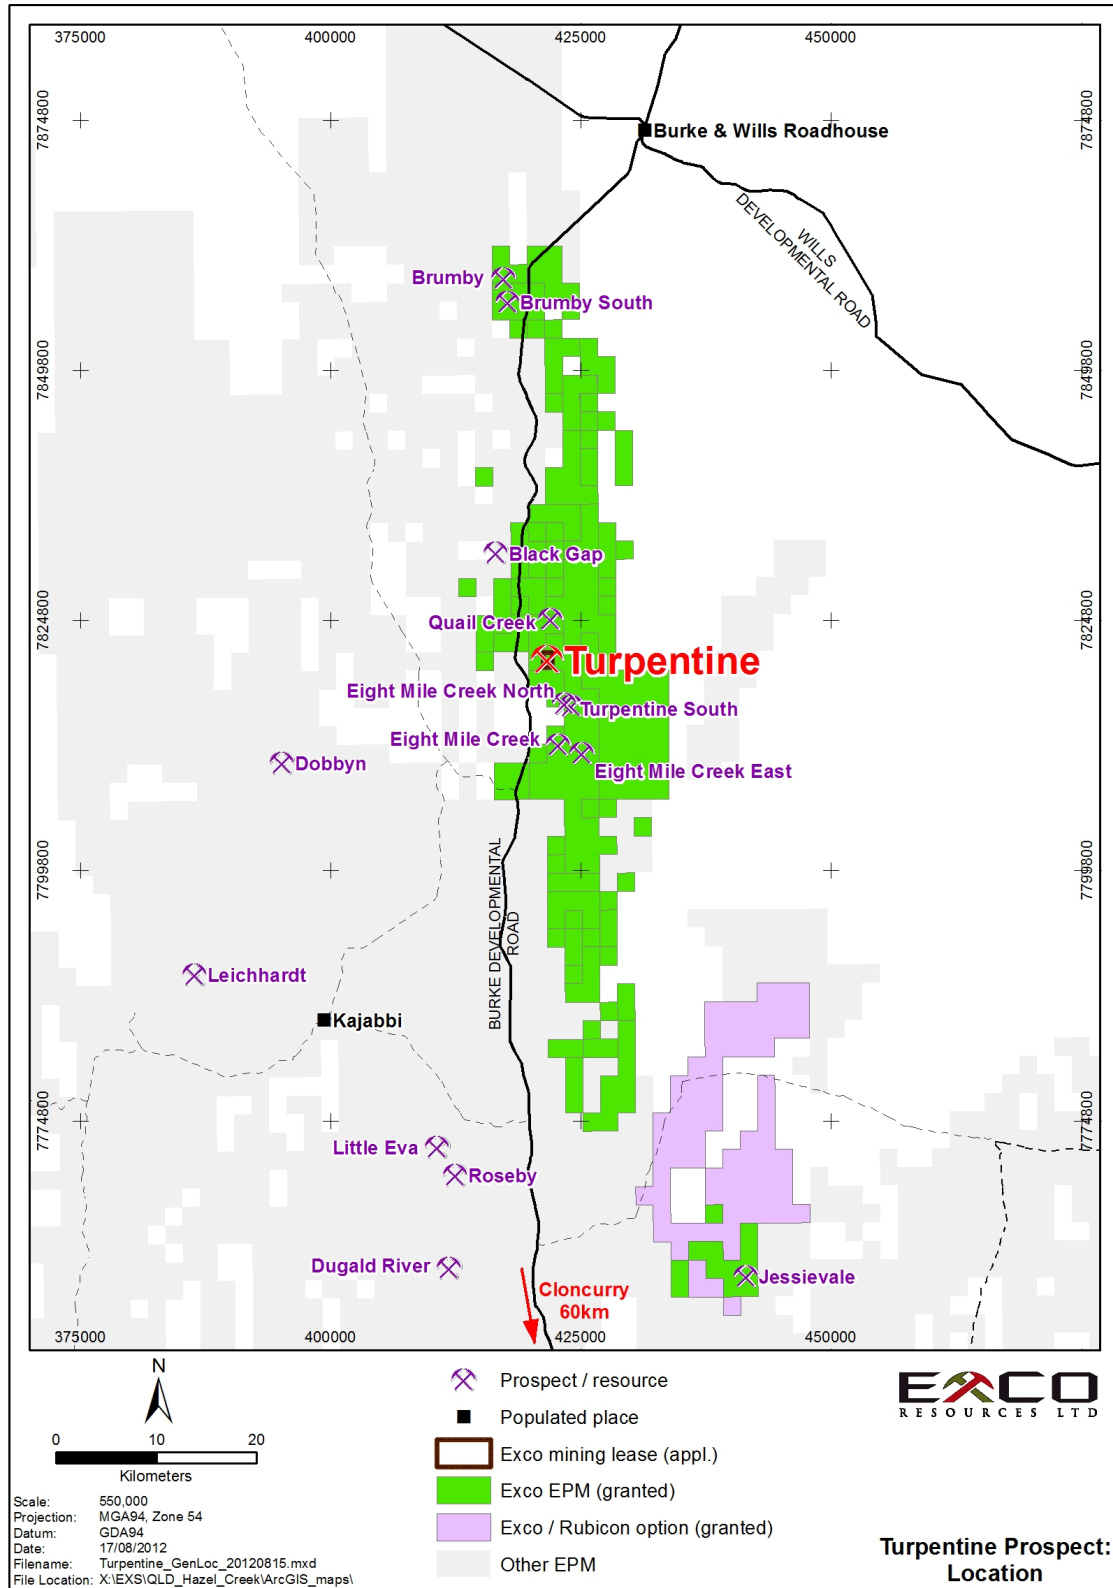 375000 400000 425000 450000
7874800
7874800
Burke & Wills Roadhouse
WILLS
DEVELOPMENTAL ROAD
Brumby
Brumby South
7849800
7849800
Black Gap
Quail Creek
7824800
7824800
Turpentine
Eight Mile Creek North
Turpentine South
Eight Mile Creek
Eight Mile Creek East
Dobbyn
7799800
7799800
BURKE DEVELOPMENTAL
ROAD
Leichhardt
Kajabbi
7774800
7774800
Little Eva
Roseby
Dugald River
Jessievale
Cloncurry
60km
375000 400000 425000 450000
N
0 10 20
Kilometers
Scale: 550,000
Projection: MGA94, Zone 54
Datum: GDA94
Date: 17/08/2012
Filename: Turpentine_GenLoc_20120815.mxd
File Location: X:\EXS\QLD_Hazel_Creek\ArcGIS_maps\
Prospect / resource
Populated place
Exco mining lease (appl.)
Exco EPM (granted)
Exco / Rubicon option (granted)
Other EPM
EXCO
RESOURCES LTD
Turpentine Prospect:
Location